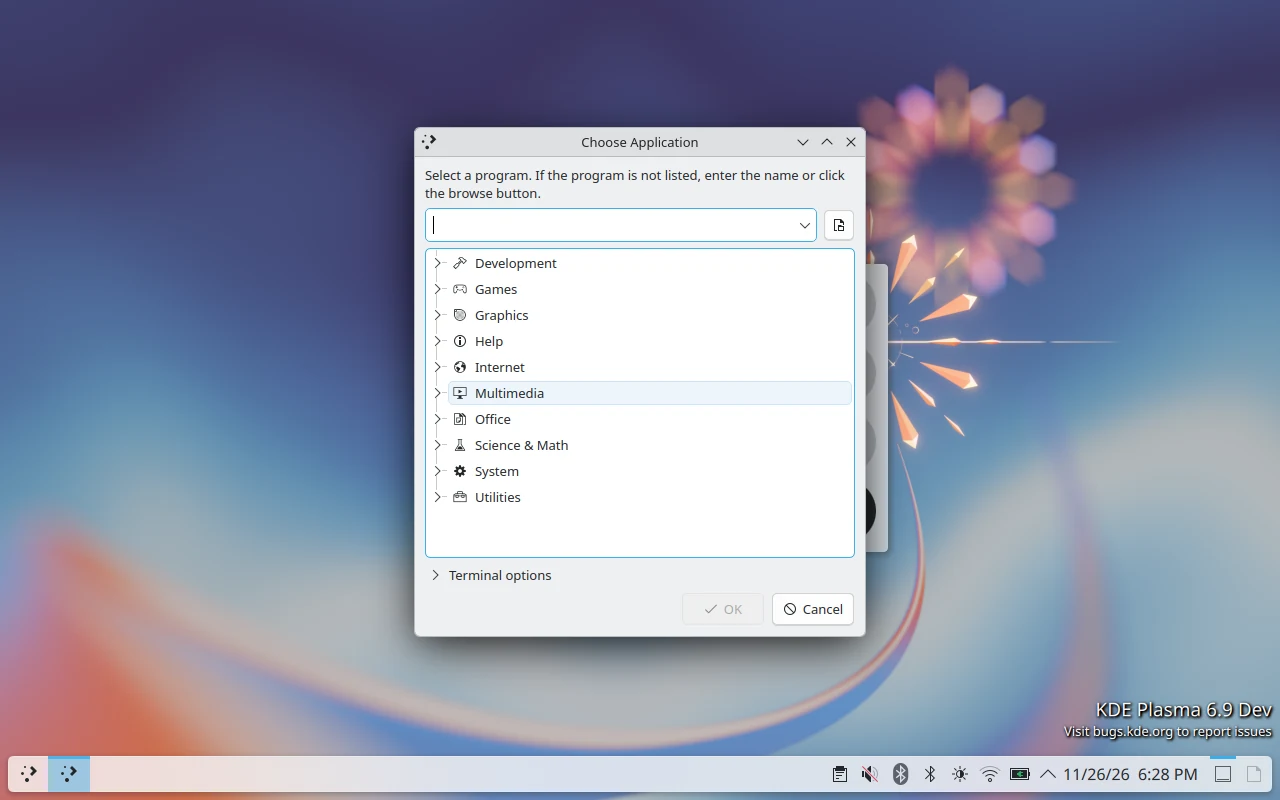 Choose Application
Select a program. If the program is not listed, enter the name or click
the browse button.
Development
Games
Graphics
Help
Internet
Multimedia
Office
Science & Math
System
Utilities
Terminal options
OK
Cancel
KDE Plasma 6.9 Dev
Visit bugs.kde.org to report issues
11/26/26 6:28 PM